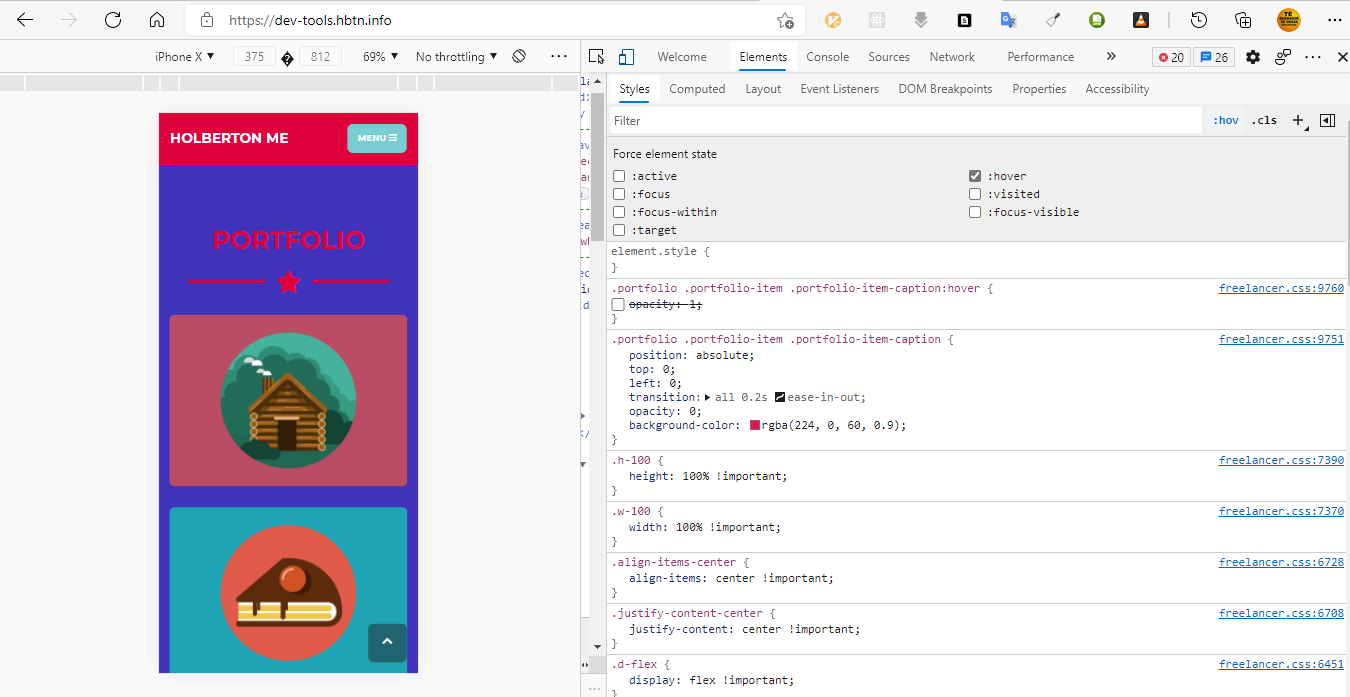 https://dev-tools.hbtn.info
iPhone X ▼ 375 812 69% ▼ No throttling ▼
Welcome Elements Console Sources Network Performance » 20 26
Styles Computed Layout Event Listeners DOM Breakpoints Properties Accessibility
Filter :hov .cls +
Force element state
:active :hover
:focus :visited
:focus-within :focus-visible
:target
element.style {
}
.portfolio .portfolio-item .portfolio-item-caption:hover { freelancer.css:9760
opacity: 1;
}
.portfolio .portfolio-item .portfolio-item-caption { freelancer.css:9751
position: absolute;
top: 0;
left: 0;
transition: all 0.2s ease-in-out;
opacity: 0;
background-color: rgba(224, 0, 60, 0.9);
}
.h-100 { freelancer.css:7390
height: 100% !important;
}
.w-100 { freelancer.css:7370
width: 100% !important;
}
.align-items-center { freelancer.css:6728
align-items: center !important;
}
.justify-content-center { freelancer.css:6708
justify-content: center !important;
}
.d-flex { freelancer.css:6451
display: flex !important;
}
HOLBERTON ME MENU
PORTFOLIO